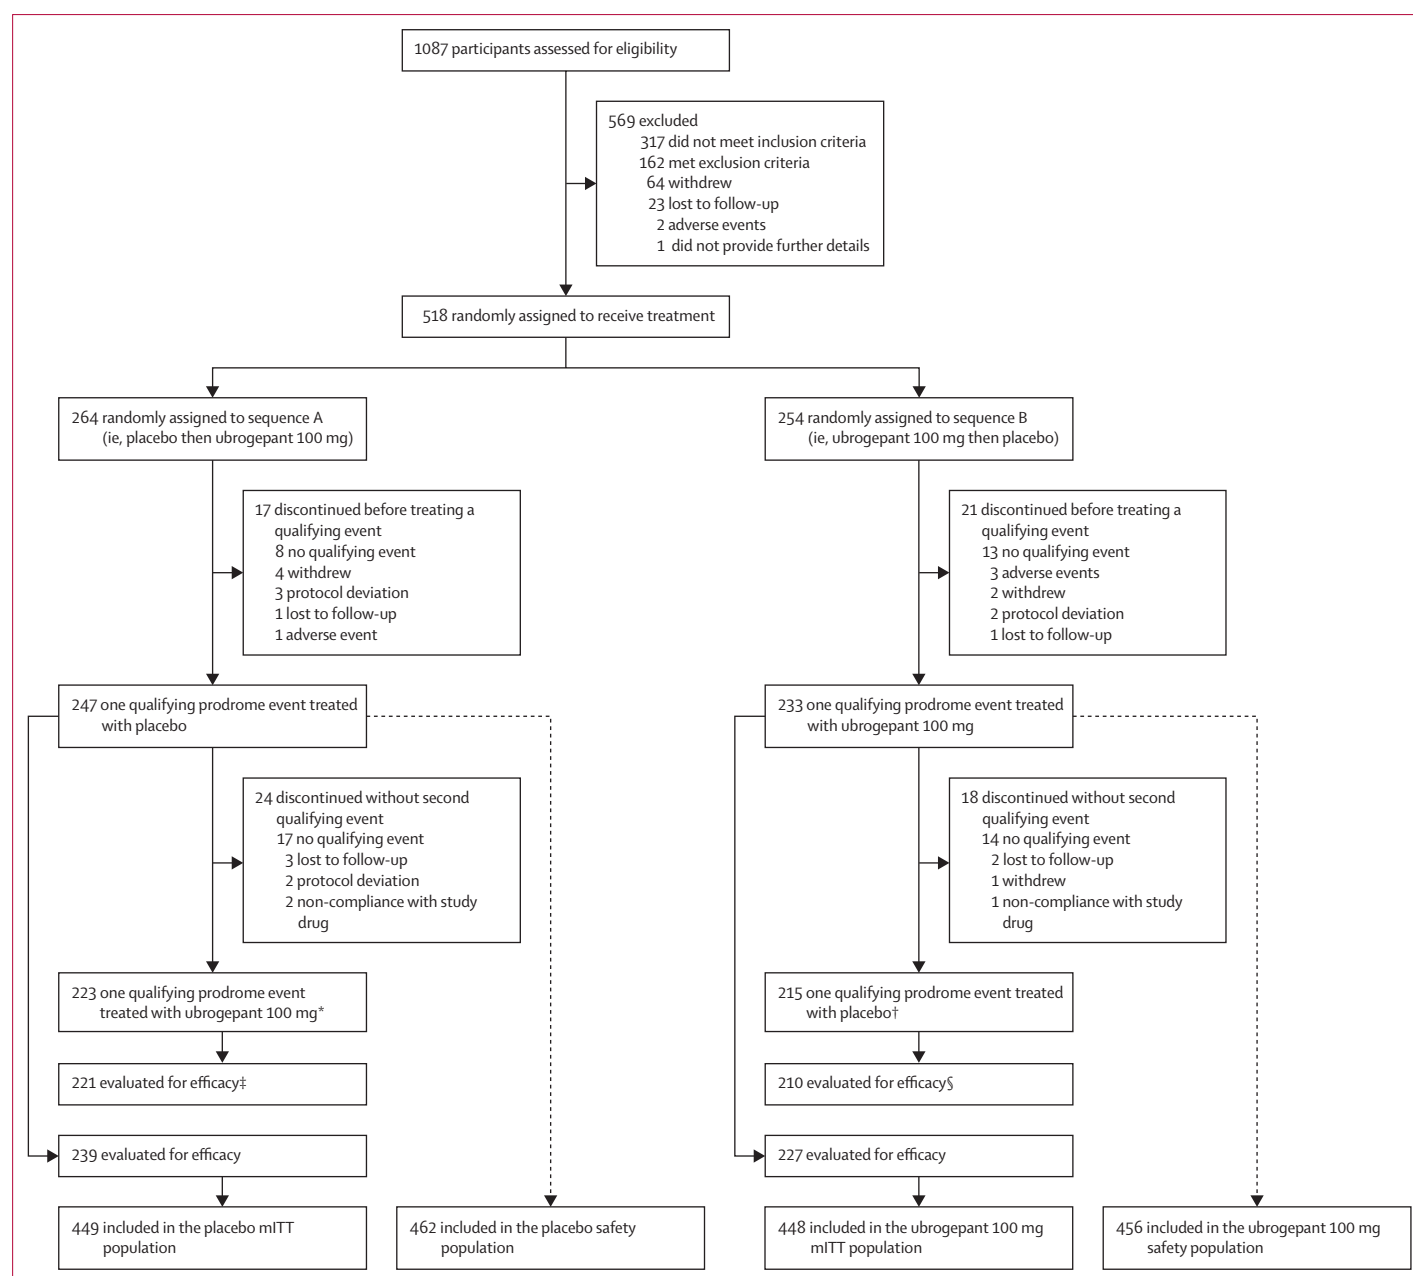 1087 participants assessed for eligibility
569 excluded
317 did not meet inclusion criteria
162 met exclusion criteria
64 withdrew
23 lost to follow-up
2 adverse events
1 did not provide further details
518 randomly assigned to receive treatment
264 randomly assigned to sequence A
(ie, placebo then ubrogepant 100 mg)
254 randomly assigned to sequence B
(ie, ubrogepant 100 mg then placebo)
17 discontinued before treating a
qualifying event
8 no qualifying event
4 withdrew
3 protocol deviation
1 lost to follow-up
1 adverse event
21 discontinued before treating a
qualifying event
13 no qualifying event
3 adverse events
2 withdrew
2 protocol deviation
1 lost to follow-up
247 one qualifying prodrome event treated
with placebo
233 one qualifying prodrome event treated
with ubrogepant 100 mg
24 discontinued without second
qualifying event
17 no qualifying event
3 lost to follow-up
2 protocol deviation
2 non-compliance with study
drug
18 discontinued without second
qualifying event
14 no qualifying event
2 lost to follow-up
1 withdrew
1 non-compliance with study
drug
223 one qualifying prodrome event
treated with ubrogepant 100 mg*
215 one qualifying prodrome event treated
with placebo†
221 evaluated for efficacy‡
210 evaluated for efficacy§
239 evaluated for efficacy
227 evaluated for efficacy
449 included in the placebo mITT
population
462 included in the placebo safety
population
448 included in the ubrogepant 100 mg
mITT population
456 included in the ubrogepant 100 mg
safety population